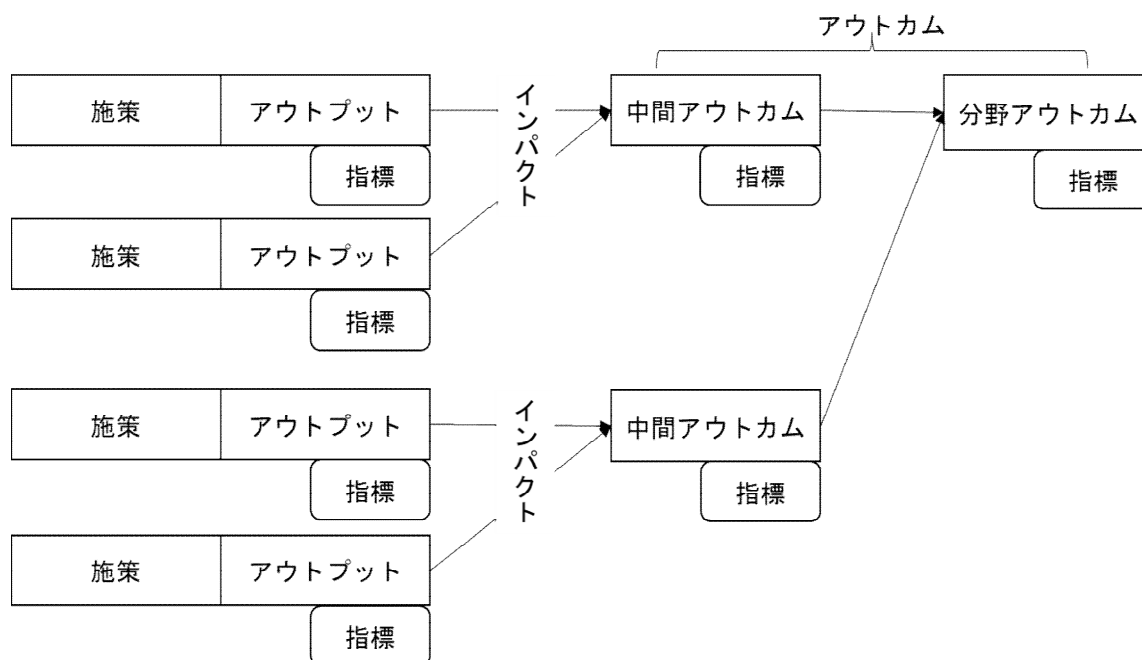 アウトカム
施策 アウトプット
指標
施策 アウトプット
指標
インパクト
中間アウトカム
指標
分野アウトカム
指標
施策 アウトプット
指標
施策 アウトプット
指標
インパクト
中間アウトカム
指標